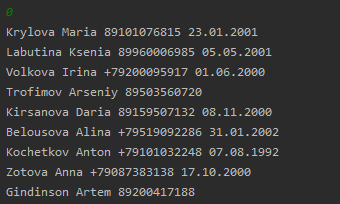 0
Krylova Maria 89101076815 23.01.2001
Labutina Ksenia 89960006985 05.05.2001
Volkova Irina +79200095917 01.06.2000
Trofimov Arseniy 89503560720
Kirsanova Daria 89159507132 08.11.2000
Belousova Alina +79519092286 31.01.2002
Kochetkov Anton +79101032248 07.08.1992
Zotova Anna +79087383138 17.10.2000
Gindinson Artem 89200417188